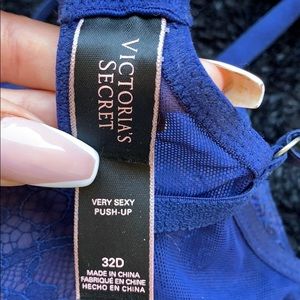 VICTORIA'S
SECRET
VERY SEXY
PUSH-UP
32D
MADE IN CHINA
FABRIQUÉ EN CHINE
HECHO EN CHINA